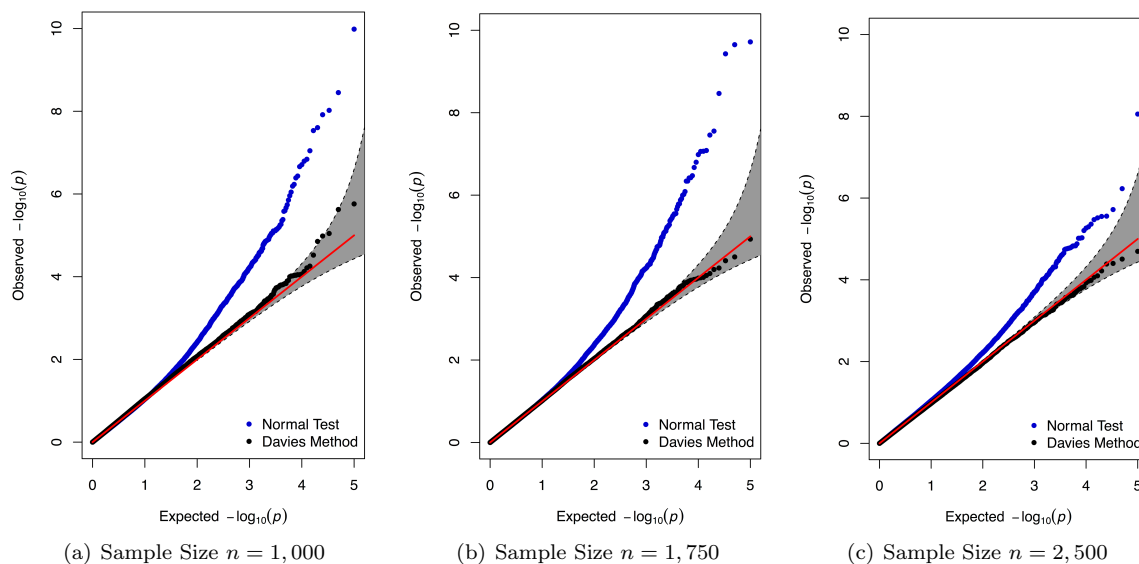 Observed −log₁₀(p)
10
8
6
4
2
0
Normal Test
Davies Method
0 1 2 3 4 5
Expected −log₁₀(p)
(a) Sample Size n = 1,000
Observed −log₁₀(p)
10
8
6
4
2
0
Normal Test
Davies Method
0 1 2 3 4 5
Expected −log₁₀(p)
(b) Sample Size n = 1,750
Observed −log₁₀(p)
10
8
6
4
2
0
Normal Test
Davies Method
0 1 2 3 4 5
Expected −log₁₀(p)
(c) Sample Size n = 2,500